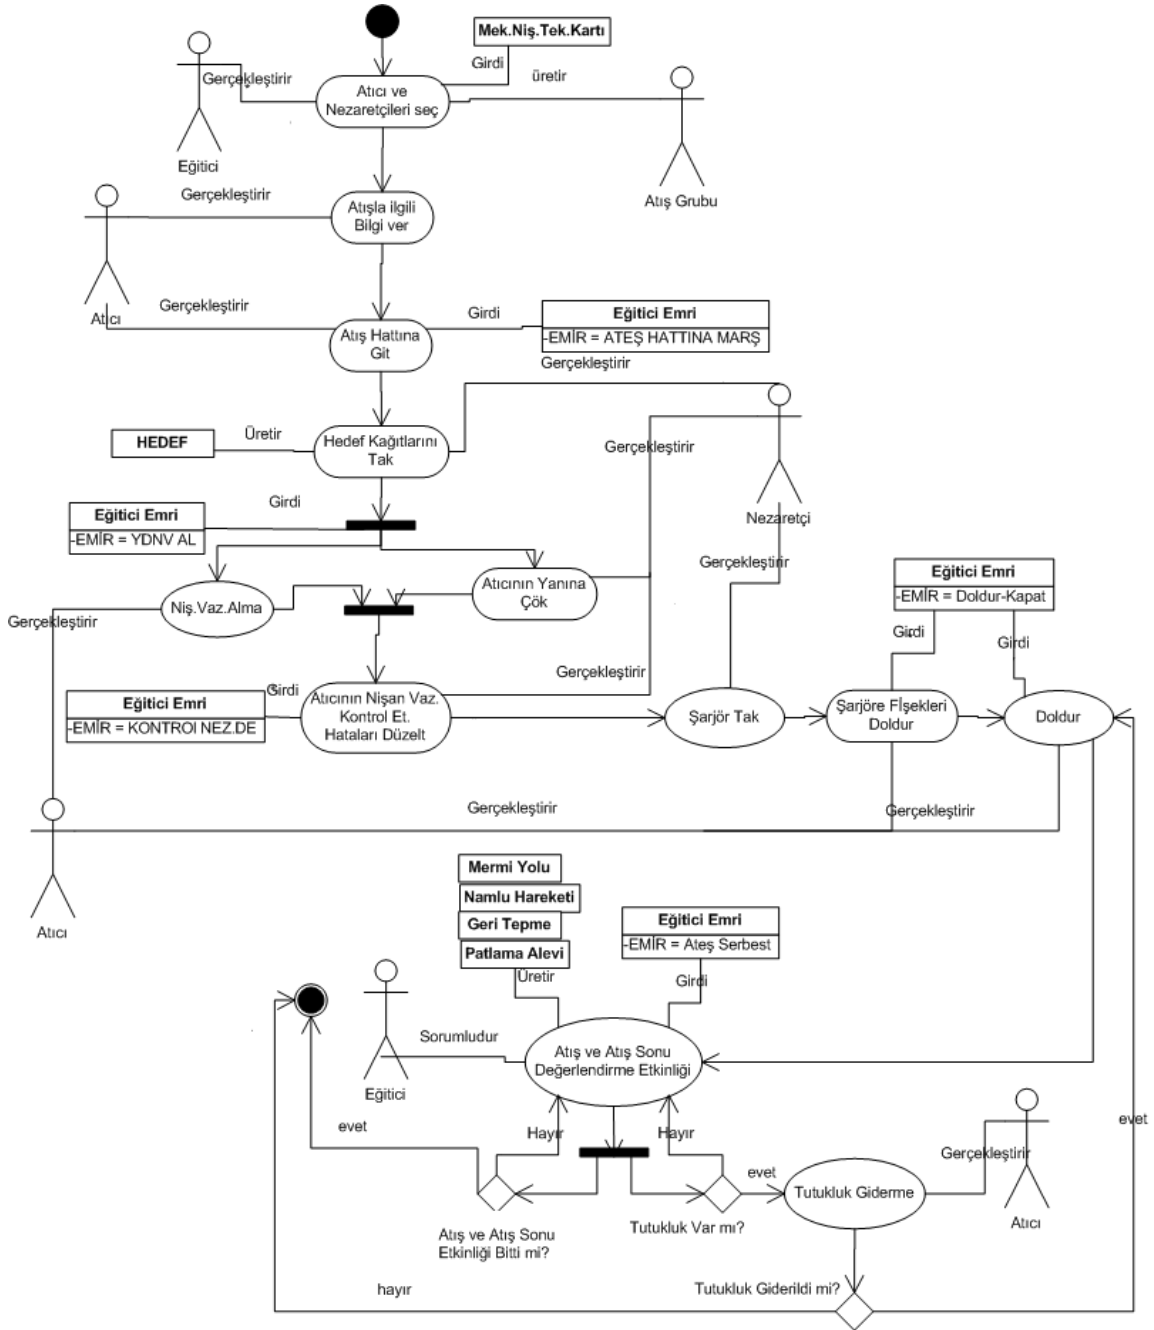 Mek.Niş.Tek.Kartı
Girdi
üretir
Gerçekleştirir
Atıcı ve
Nezaretçileri seç
Eğitici
Atış Grubu
Gerçekleştirir
Atışla ilgili
Bilgi ver
Atıcı
Gerçekleştirir
Girdi
Eğitici Emri
-EMİR = ATEŞ HATTINA MARŞ
Atış Hattına
Git
Gerçekleştirir
HEDEF
Üretir
Hedef Kağıtlarını
Tak
Gerçekleştirir
Nezaretçi
Girdi
Eğitici Emri
-EMİR = YDNV AL
Gerçekleştirir
Eğitici Emri
-EMİR = Doldur-Kapat
Niş.Vaz.Alma
Atıcının Yanına
Çök
Gerçekleştirir
Girdi
Girdi
Gerçekleştirir
Girdi
Eğitici Emri
-EMİR = KONTROl NEZ.DE
Atıcının Nişan Vaz.
Kontrol Et.
Hataları Düzelt
Şarjör Tak
Şarjöre Fİşekleri
Doldur
Doldur
Gerçekleştirir
Gerçekleştirir
Atıcı
Mermi Yolu
Namlu Hareketi
Geri Tepme
Patlama Alevi
Üretir
Eğitici Emri
-EMİR = Ateş Serbest
Girdi
Sorumludur
Eğitici
Atış ve Atış Sonu
Değerlendirme Etkinliği
evet
Hayır
Hayır
evet
evet
Gerçekleştirir
Tutukluk Giderme
Atıcı
Atış ve Atış Sonu
Etkinliği Bitti mi?
Tutukluk Var mı?
hayır
Tutukluk Giderildi mi?